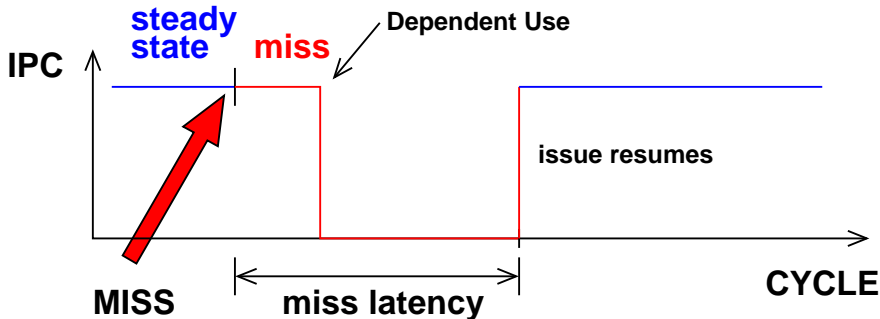 steady
state
miss
Dependent Use
IPC
issue resumes
MISS
miss latency
CYCLE